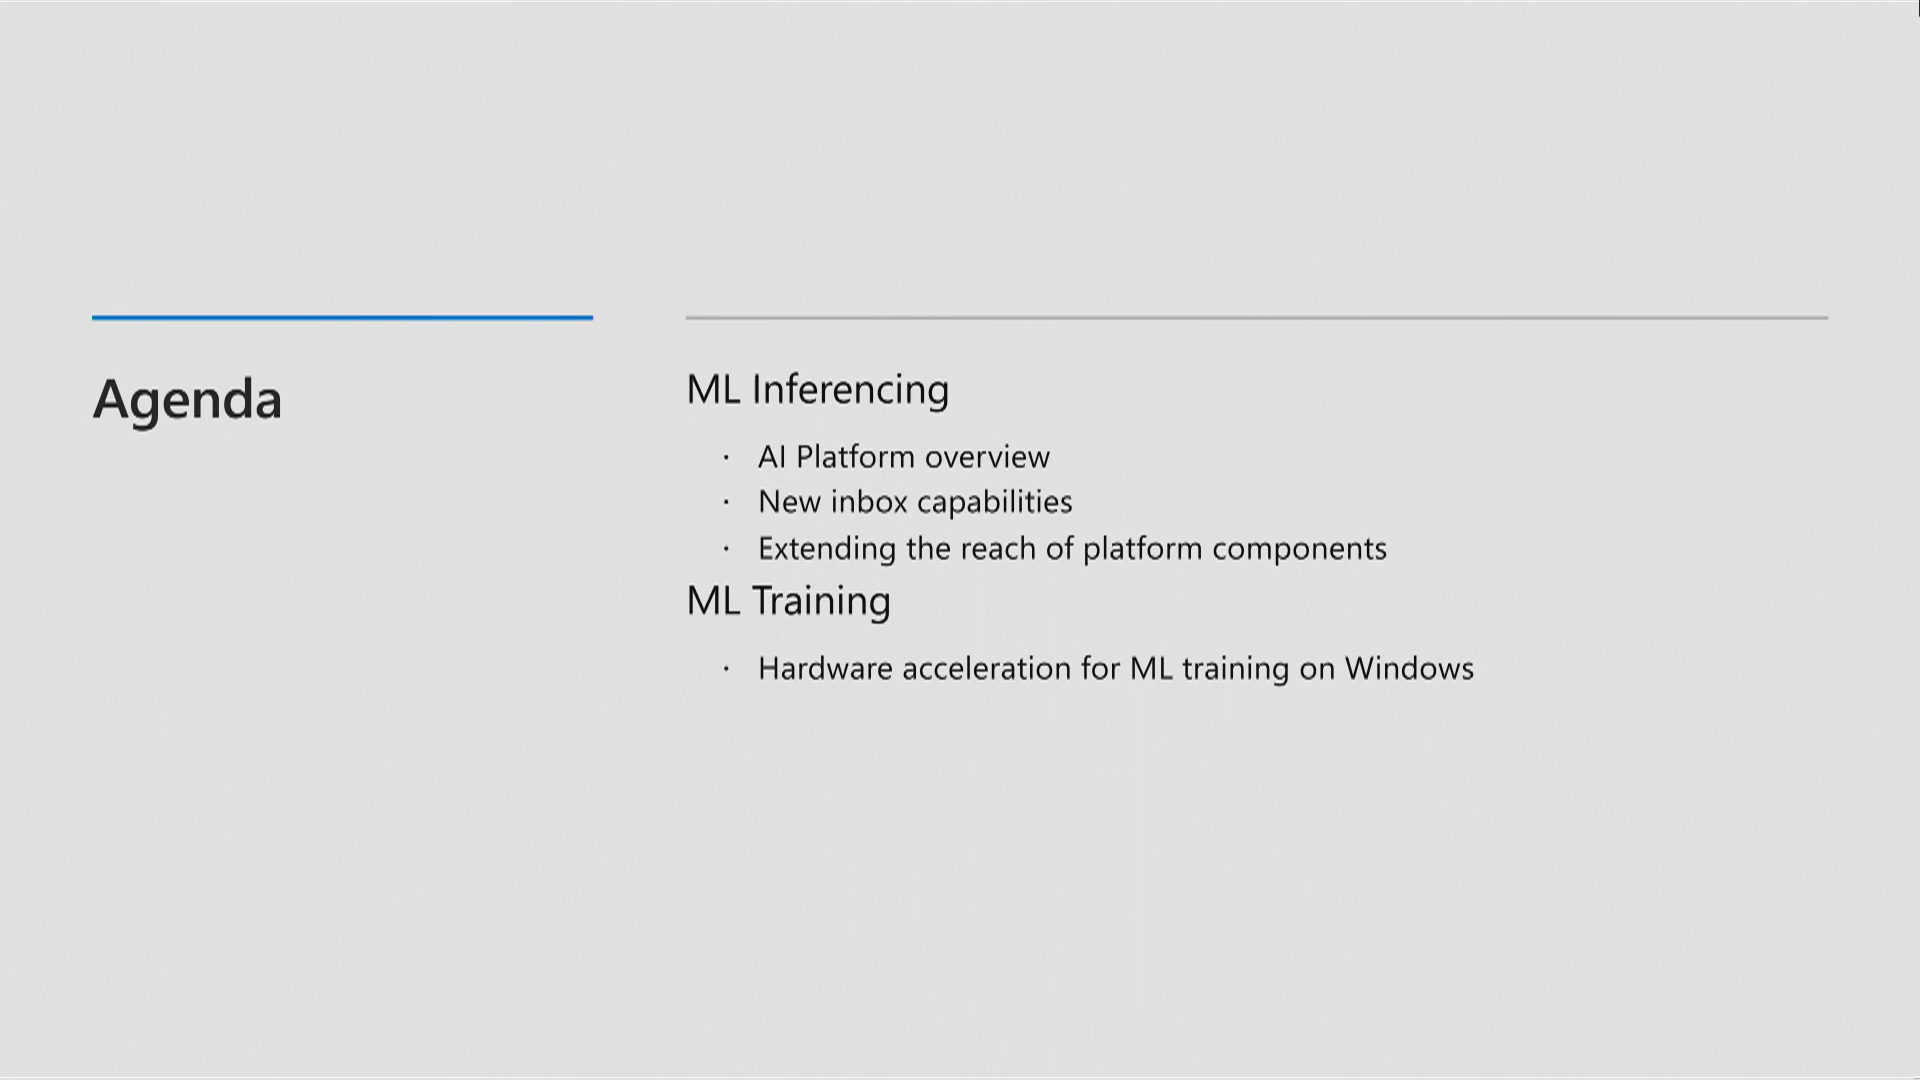 Agenda
ML Inferencing
· AI Platform overview
· New inbox capabilities
· Extending the reach of platform components
ML Training
· Hardware acceleration for ML training on Windows